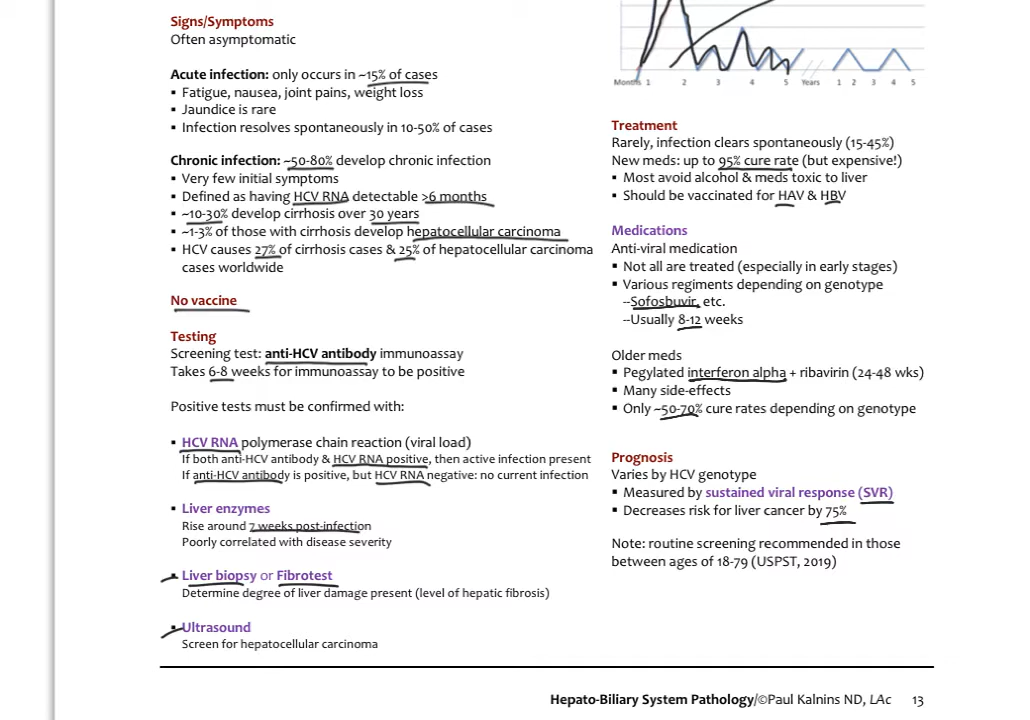 Signs/Symptoms
Often asymptomatic
Acute infection: only occurs in ~15% of cases
▪ Fatigue, nausea, joint pains, weight loss
▪ Jaundice is rare
▪ Infection resolves spontaneously in 10-50% of cases
Chronic infection: ~50-80% develop chronic infection
▪ Very few initial symptoms
▪ Defined as having HCV RNA detectable >6 months
▪ ~10-30% develop cirrhosis over 30 years
▪ ~1-3% of those with cirrhosis develop hepatocellular carcinoma
▪ HCV causes 27% of cirrhosis cases & 25% of hepatocellular carcinoma
cases worldwide
No vaccine
Testing
Screening test: anti-HCV antibody immunoassay
Takes 6-8 weeks for immunoassay to be positive
Positive tests must be confirmed with:
▪ HCV RNA polymerase chain reaction (viral load)
If both anti-HCV antibody & HCV RNA positive, then active infection present
If anti-HCV antibody is positive, but HCV RNA negative: no current infection
▪ Liver enzymes
Rise around 7 weeks post-infection
Poorly correlated with disease severity
▪ Liver biopsy or Fibrotest
Determine degree of liver damage present (level of hepatic fibrosis)
▪ Ultrasound
Screen for hepatocellular carcinoma
Months 1 2 3 4 5 Years 1 2 3 4 5
Treatment
Rarely, infection clears spontaneously (15-45%)
New meds: up to 95% cure rate (but expensive!)
▪ Most avoid alcohol & meds toxic to liver
▪ Should be vaccinated for HAV & HBV
Medications
Anti-viral medication
▪ Not all are treated (especially in early stages)
▪ Various regiments depending on genotype
--Sofosbuvir, etc.
--Usually 8-12 weeks
Older meds
▪ Pegylated interferon alpha + ribavirin (24-48 wks)
▪ Many side-effects
▪ Only ~50-70% cure rates depending on genotype
Prognosis
Varies by HCV genotype
▪ Measured by sustained viral response (SVR)
▪ Decreases risk for liver cancer by 75%
Note: routine screening recommended in those
between ages of 18-79 (USPST, 2019)
Hepato-Biliary System Pathology/©Paul Kalnins ND, LAc 13